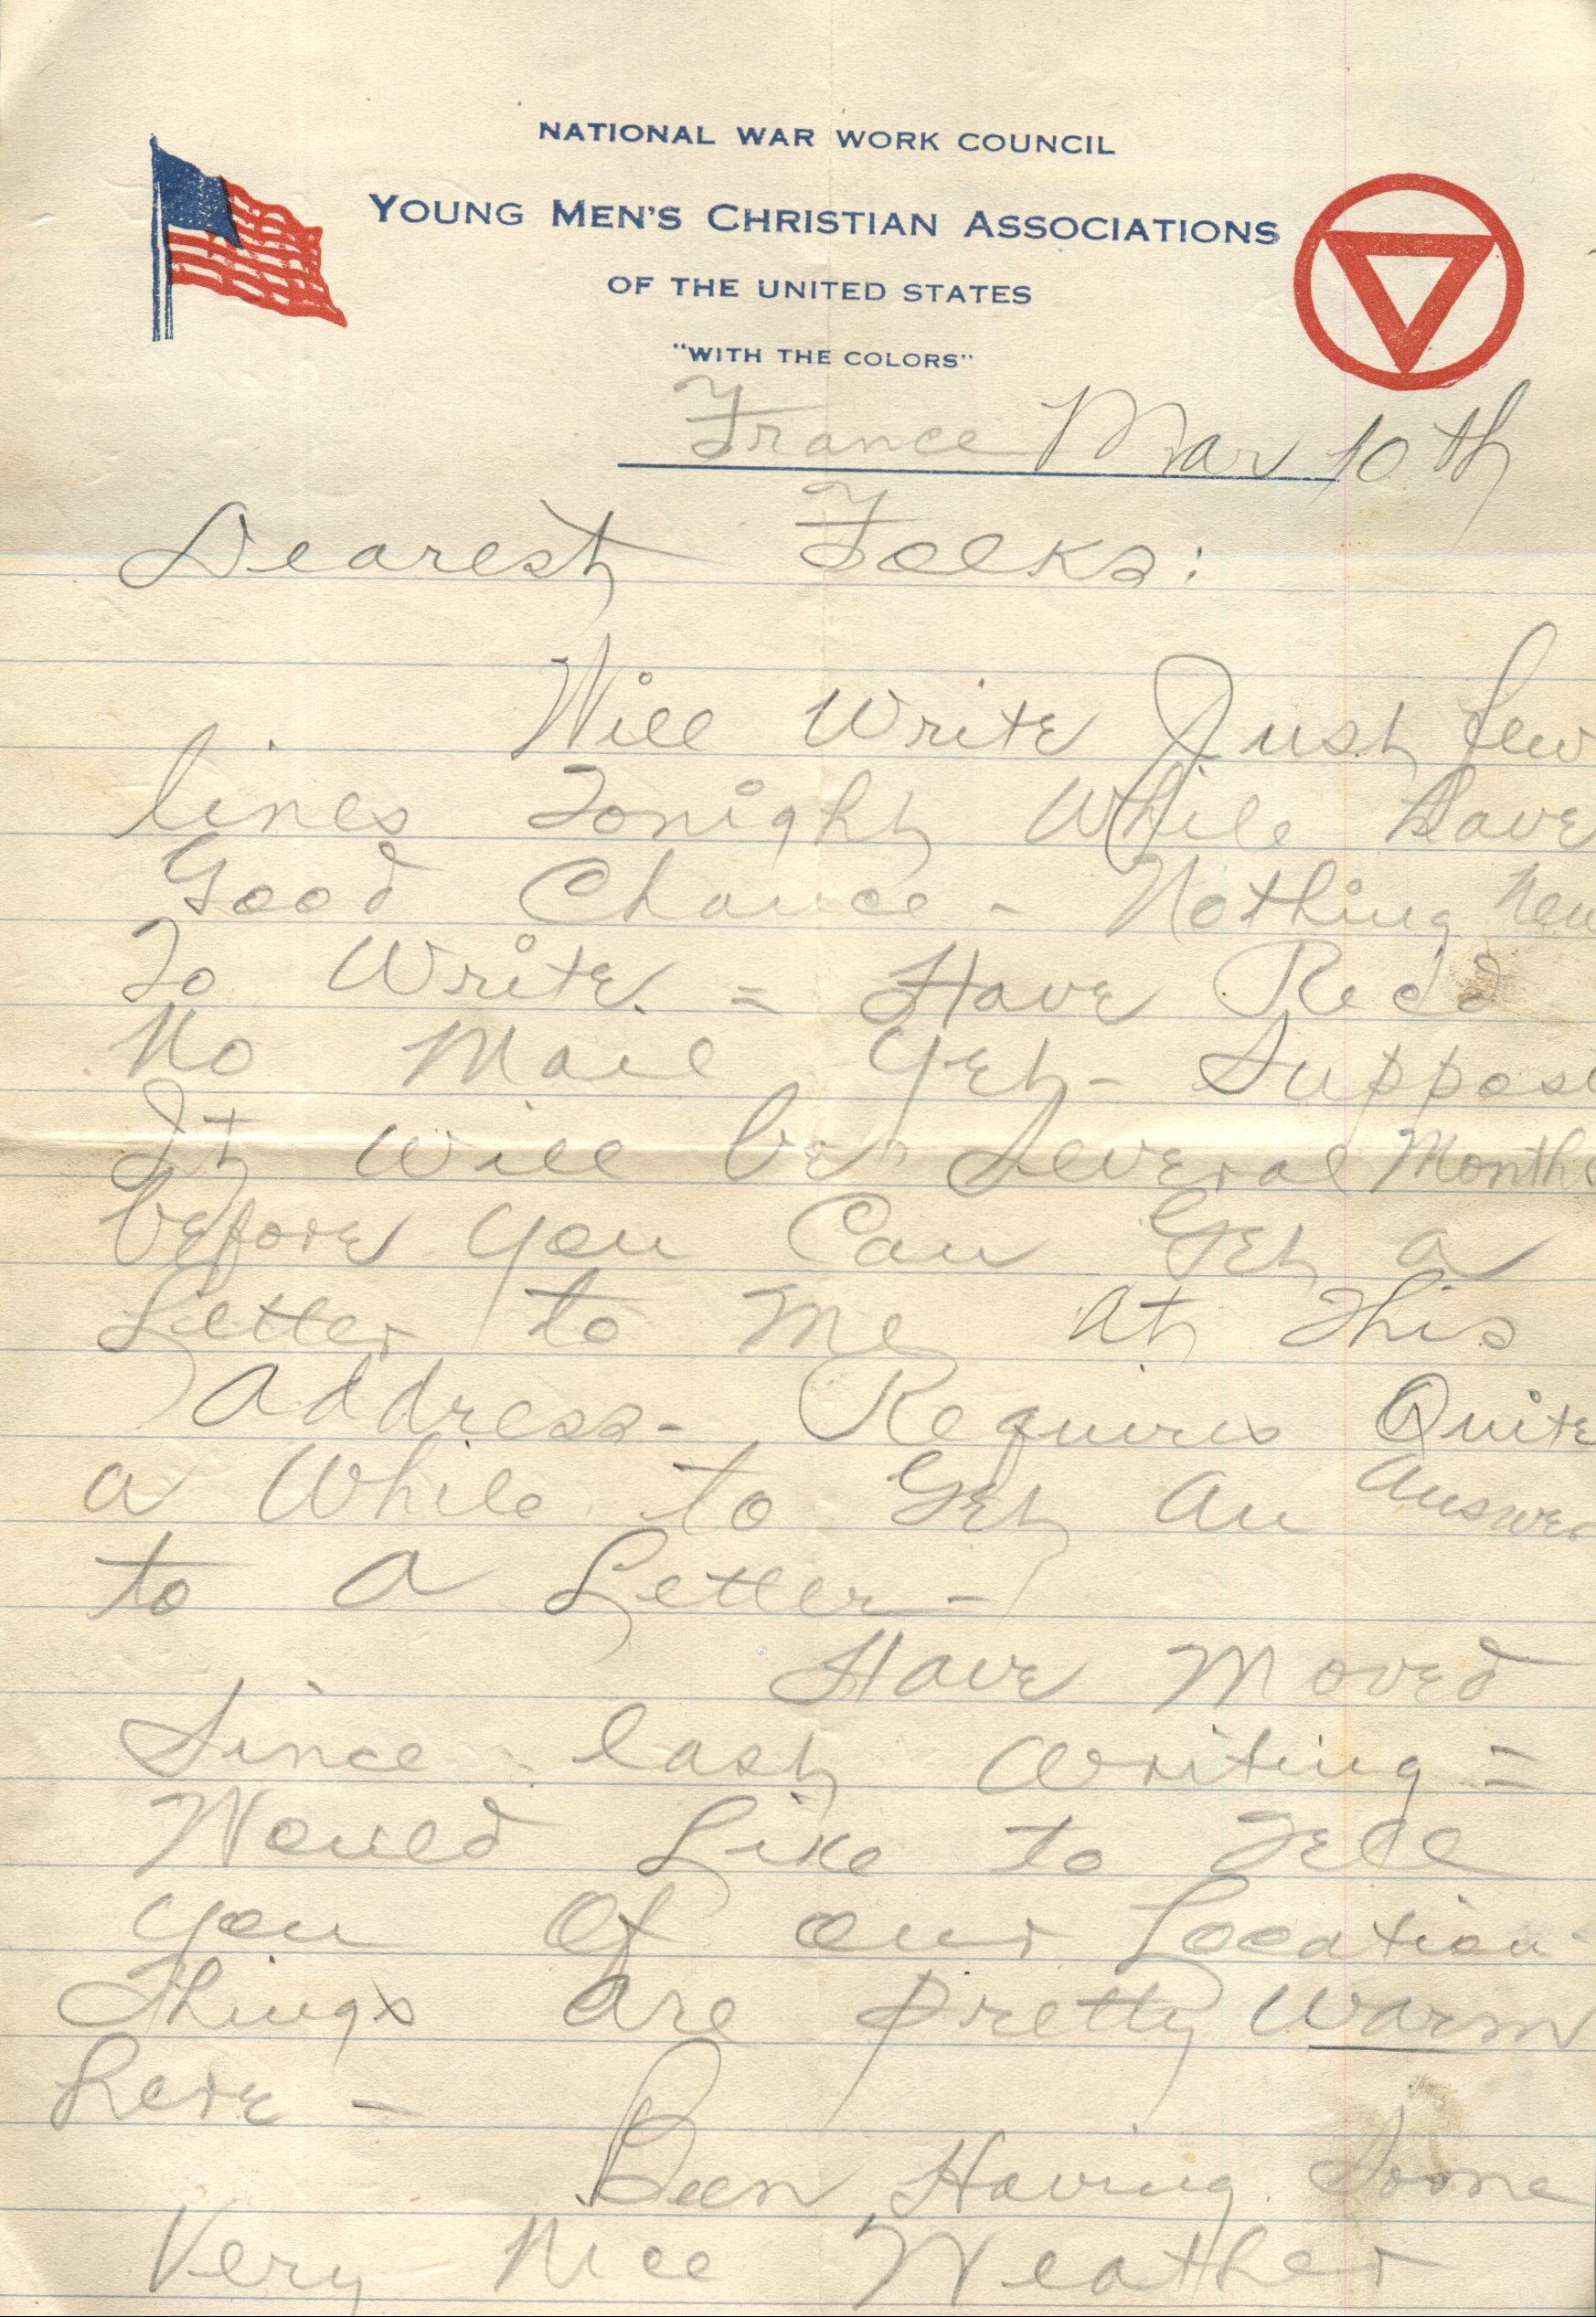 NATIONAL WAR WORK COUNCIL
YOUNG MEN'S CHRISTIAN ASSOCIATIONS
OF THE UNITED STATES
"WITH THE COLORS"
France Mar 10th
Dearest Folks:
Will Write Just few
lines Tonight While have
Good Chance - Nothing New
To Write. = Have Recd
No Mail Yet - Suppose
It Will be Several Months
before you Can Get a
Letter to Me at This
address - Requires Quite
a While to Get An Answer
to A Letter -
Have Moved
Since last Writing =
Would Like to Tell
you Of our Location -
Things Are Pretty Warm
here -
Been Having Some
Very Nice Weather